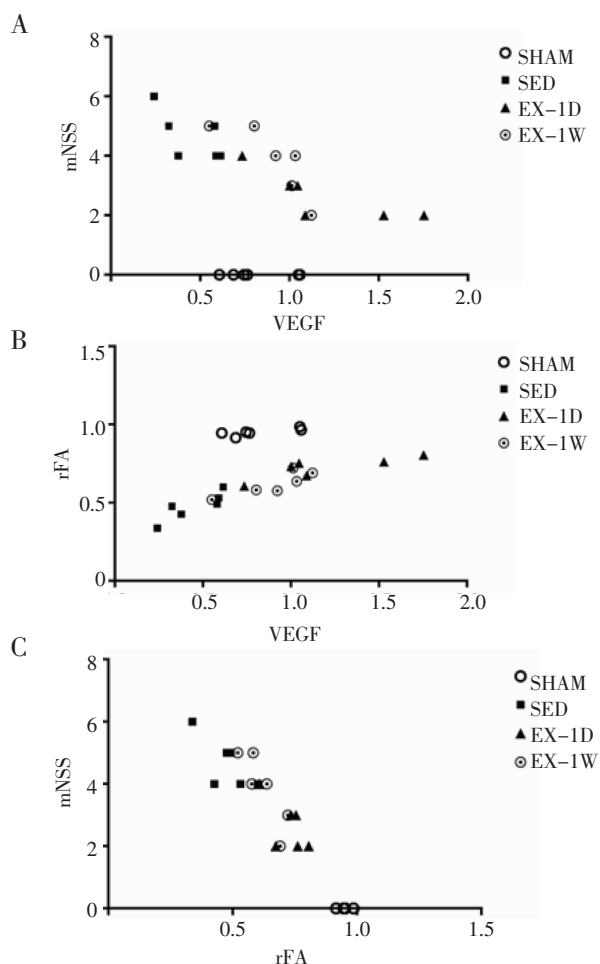 A
8
6
4
2
0
mNSS
0.5 1.0 1.5 2.0
VEGF
SHAM
SED
EX-1D
EX-1W
B
1.5
1.0
0.5
0
rFA
0.5 1.0 1.5 2.0
VEGF
SHAM
SED
EX-1D
EX-1W
C
8
6
4
2
0
mNSS
0.5 1.0 1.5
rFA
SHAM
SED
EX-1D
EX-1W